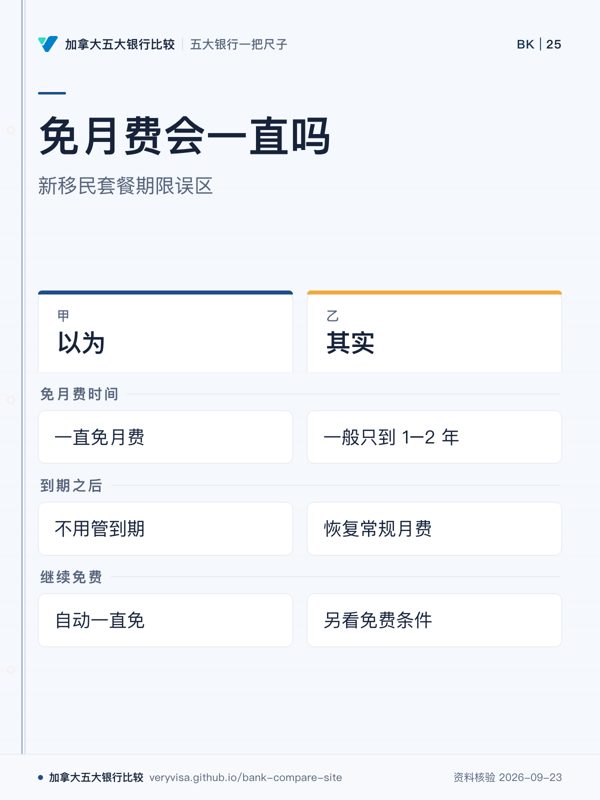 加拿大五大银行比较 | 五大银行一把尺子
BK | 25
免月费会一直吗
新移民套餐期限误区
甲
以为
乙
其实
免月费时间
一直免月费
一般只到 1–2 年
到期之后
不用管到期
恢复常规月费
继续免费
自动一直免
另看免费条件
加拿大五大银行比较 veryvisa.github.io/bank-compare-site
资料核验 2026-09-23